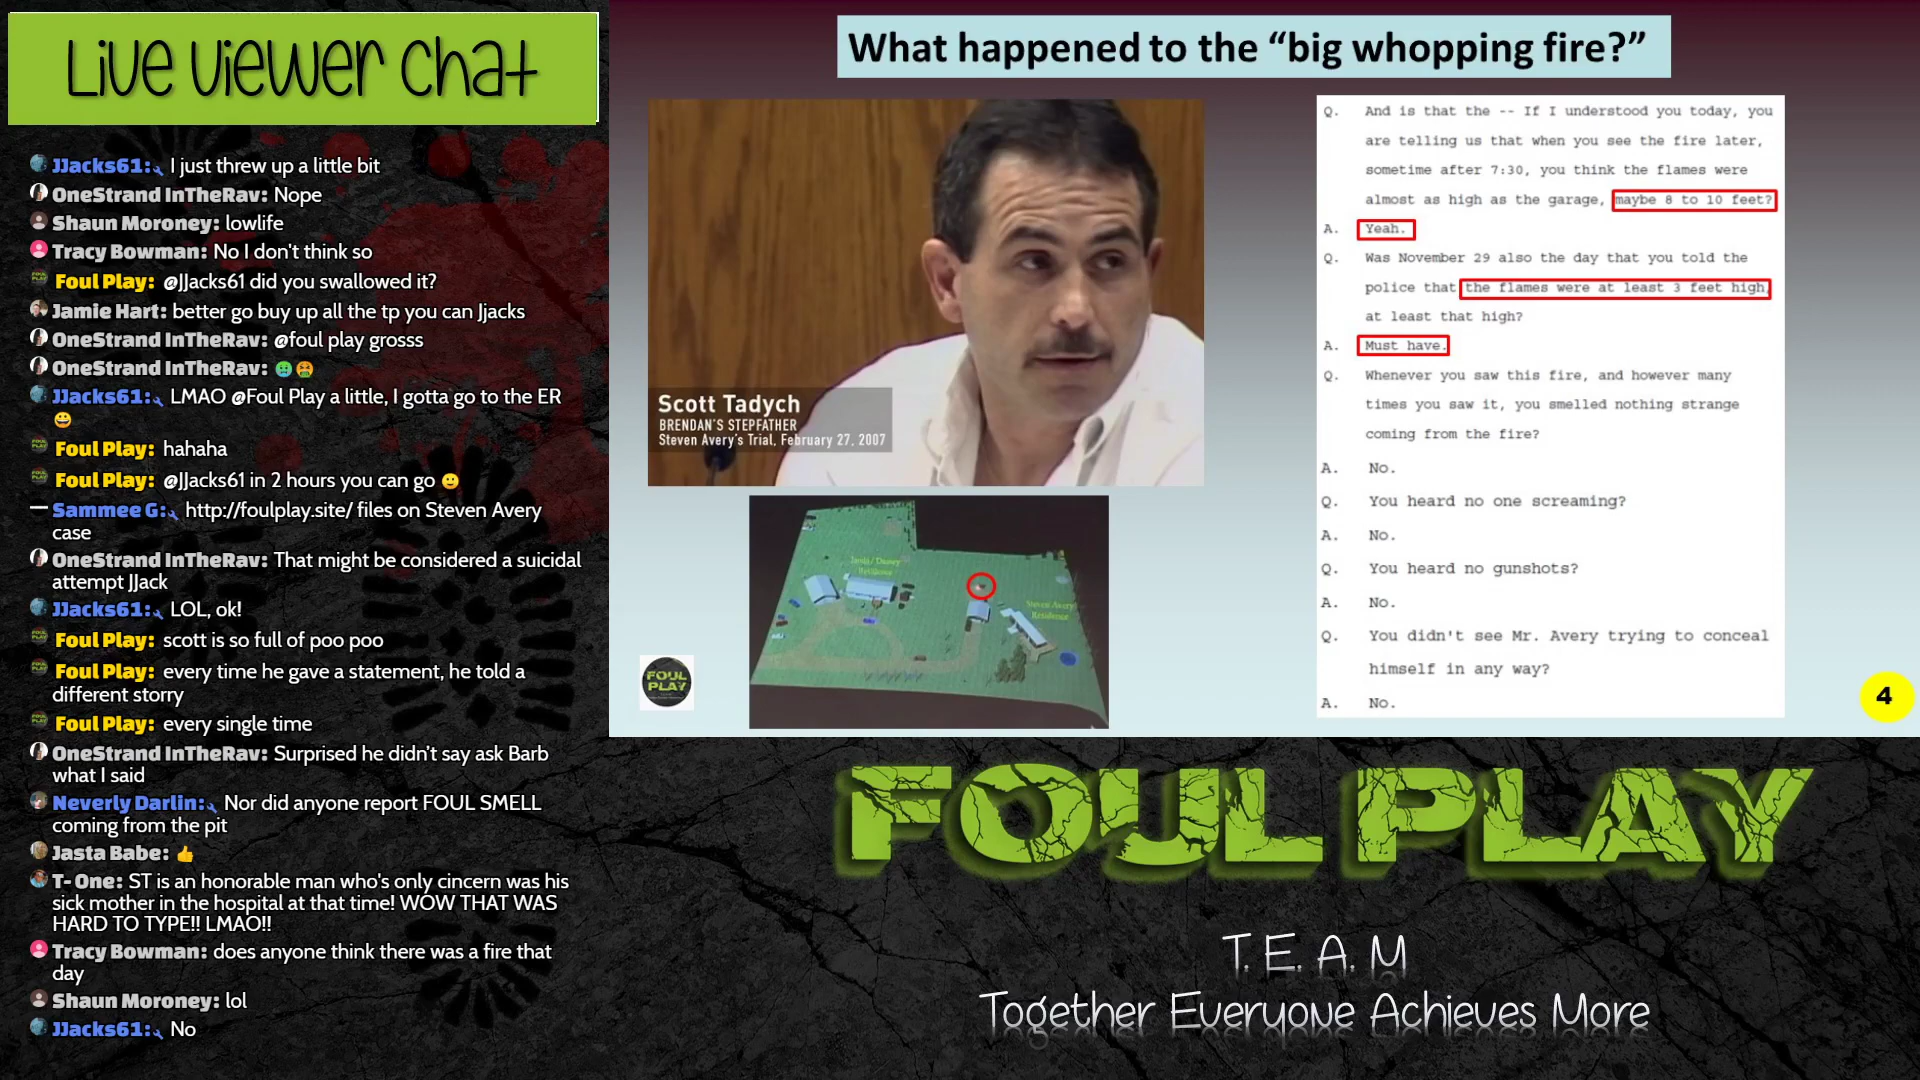 Live viewer chat
JJacks61: I just threw up a little bit
OneStrand InTheRav: Nope
Shaun Moroney: lowlife
Tracy Bowman: No I don't think so
Foul Play: @JJacks61 did you swallowed it?
Jamie Hart: better go buy up all the tp you can Jjacks
OneStrand InTheRav: @foul play grosss
OneStrand InTheRav: 🤢🤮
JJacks61: LMAO @Foul Play a little, I gotta go to the ER
😀
Foul Play: hahaha
Foul Play: @JJacks61 in 2 hours you can go 🙂
Sammee G: http://foulplay.site/ files on Steven Avery
case
OneStrand InTheRav: That might be considered a suicidal
attempt JJack
JJacks61: LOL, ok!
Foul Play: scott is so full of poo poo
Foul Play: every time he gave a statement, he told a
different storry
Foul Play: every single time
OneStrand InTheRav: Surprised he didn't say ask Barb
what I said
Neverly Darlin: Nor did anyone report FOUL SMELL
coming from the pit
Jasta Babe: 👍
T- One: ST is an honorable man who's only cincern was his
sick mother in the hospital at that time! WOW THAT WAS
HARD TO TYPE!! LMAO!!
Tracy Bowman: does anyone think there was a fire that
day
Shaun Moroney: lol
JJacks61: No
What happened to the “big whopping fire?”
Scott Tadych
BRENDAN'S STEPFATHER
Steven Avery's Trial, February 27, 2007
Janda/Dassey
Residence
Steven Avery
Residence
FOUL
PLAY
Q. And is that the -- If I understood you today, you
are telling us that when you see the fire later,
sometime after 7:30, you think the flames were
almost as high as the garage, maybe 8 to 10 feet?
A. Yeah.
Q. Was November 29 also the day that you told the
police that the flames were at least 3 feet high,
at least that high?
A. Must have.
Q. Whenever you saw this fire, and however many
times you saw it, you smelled nothing strange
coming from the fire?
A. No.
Q. You heard no one screaming?
A. No.
Q. You heard no gunshots?
A. No.
Q. You didn't see Mr. Avery trying to conceal
himself in any way?
A. No.
4
FOUL PLAY
T. E. A. M
Together Everyone Achieves More